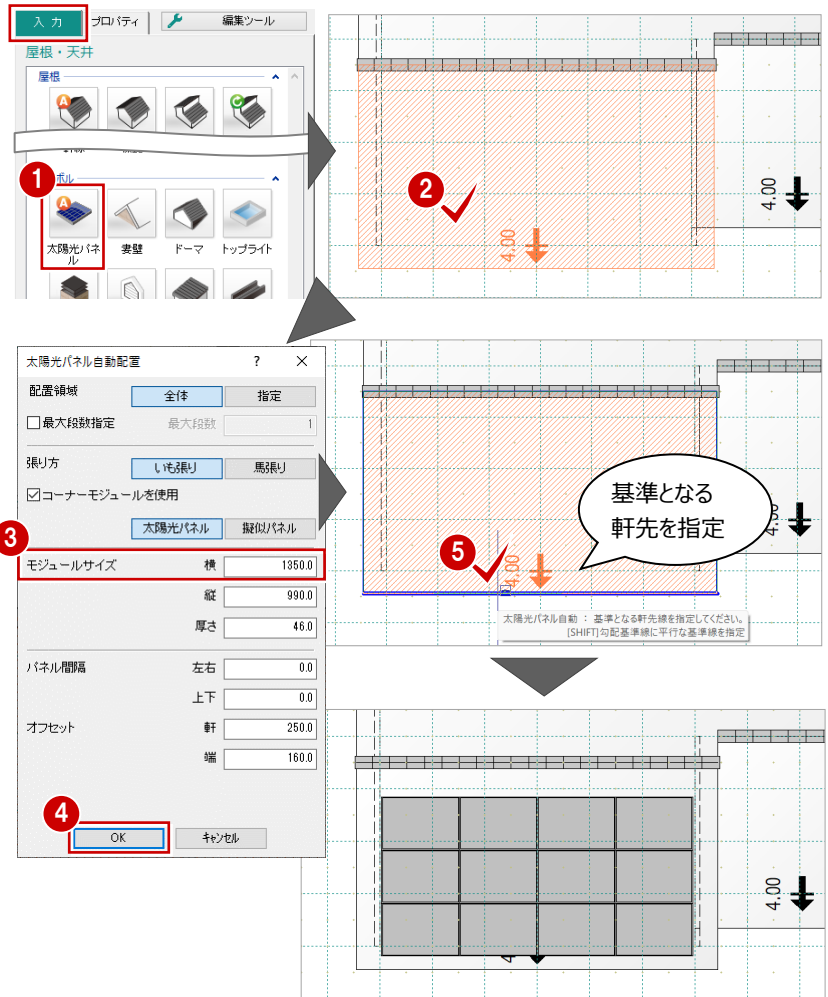 入 力
プロパティ
編集ツール
屋根・天井
屋根
A
C
1
ボル
A
太陽光パネル
妻壁
ドーマ
トップライト
2
4.00
4.00
太陽光パネル自動配置
?
×
配置領域
全体
指定
最大段数指定
最大段数
1
張り方
いも張り
馬張り
コーナーモジュールを使用
太陽光パネル
擬似パネル
3
モジュールサイズ
横
1350.0
縦
990.0
厚さ
46.0
パネル間隔
左右
0.0
上下
0.0
オフセット
軒
250.0
端
160.0
4
OK
キャンセル
基準となる
軒先を指定
5
4.00
太陽光パネル自動 : 基準となる軒先線を指定してください。
[SHIFT]勾配基準線に平行な基準線を指定
4.00